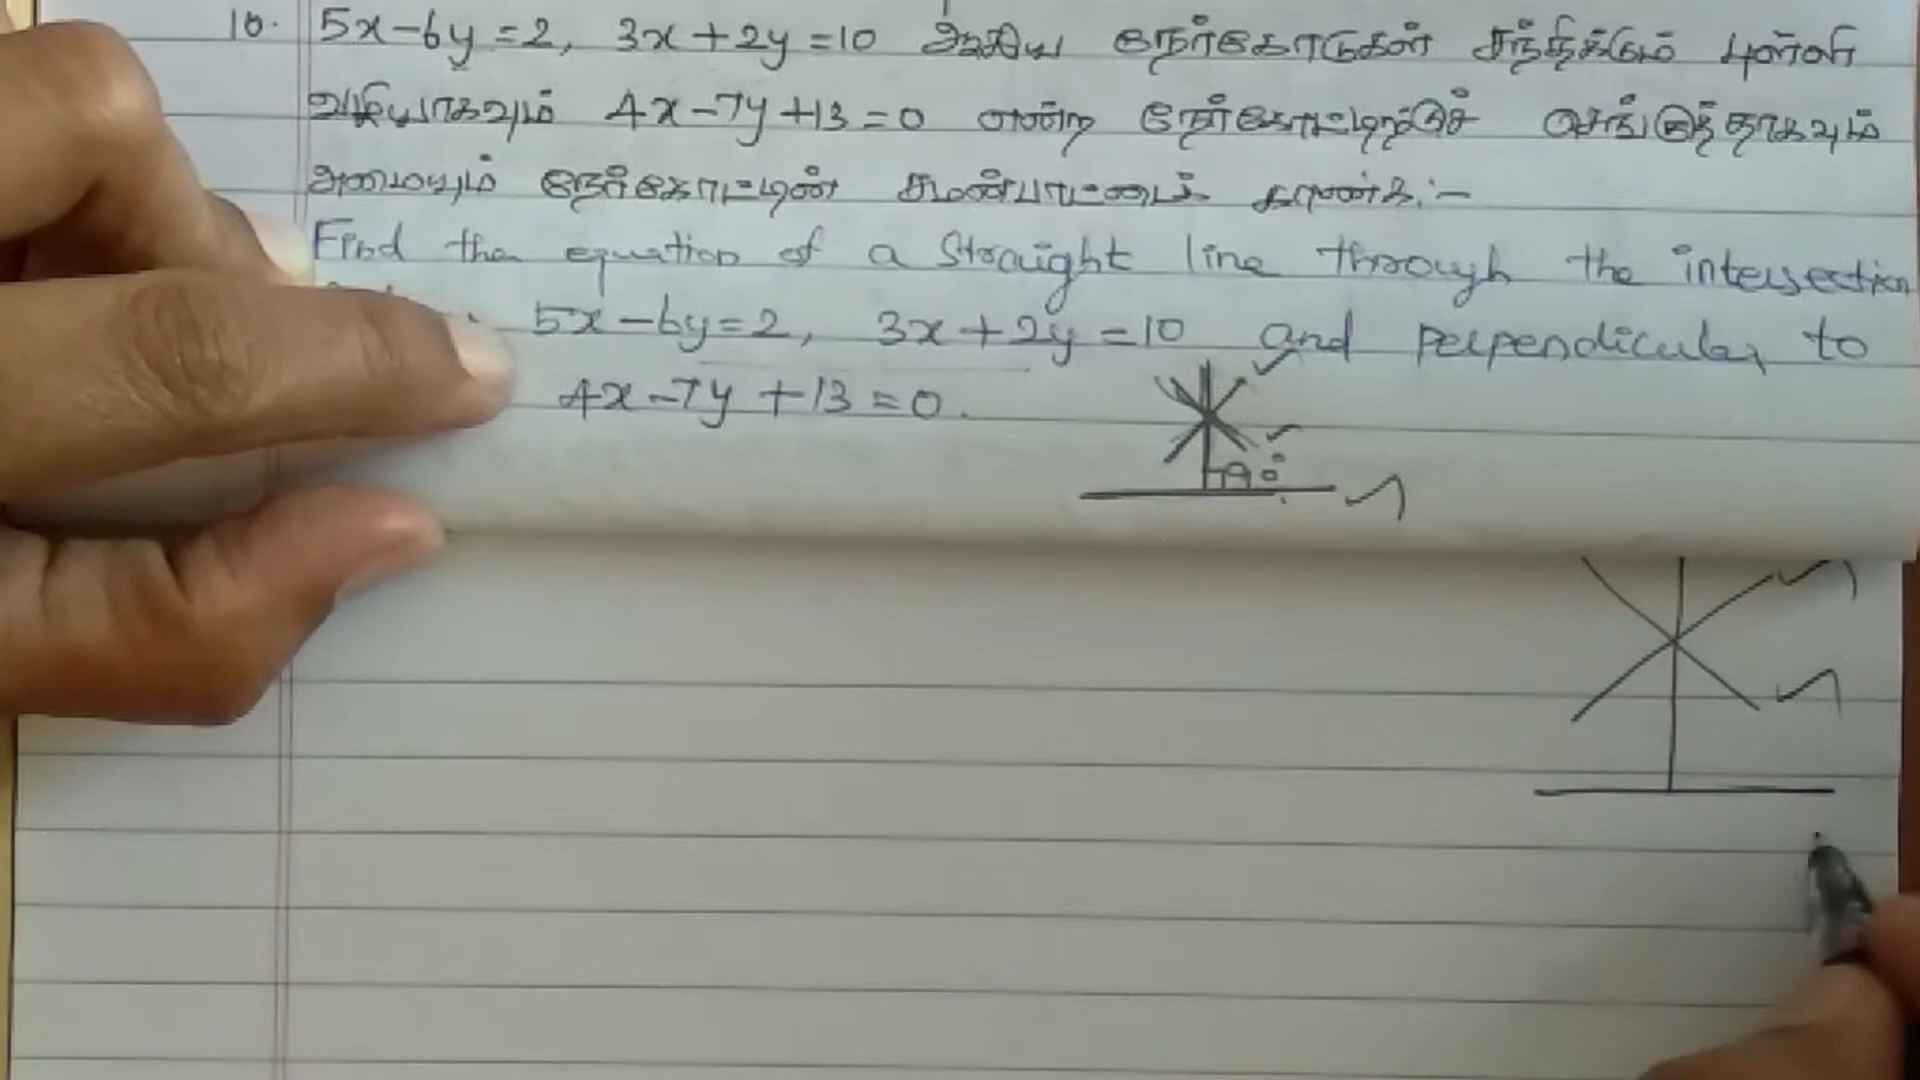 10. 5x-6y=2, 3x+2y=10 ஆகிய நேர்கோடுகள் சந்திக்கும் புள்ளி
வழியாகவும் 4x-7y+13=0 என்ற நேர்கோட்டிற்குச் செங்குத்தாகவும்
அமையும் நேர்கோட்டின் சமன்பாட்டைக் காண்க:-
Find the equation of a straight line through the intersection
5x-6y=2, 3x+2y=10 and perpendicular to
4x-7y+13=0.
90°